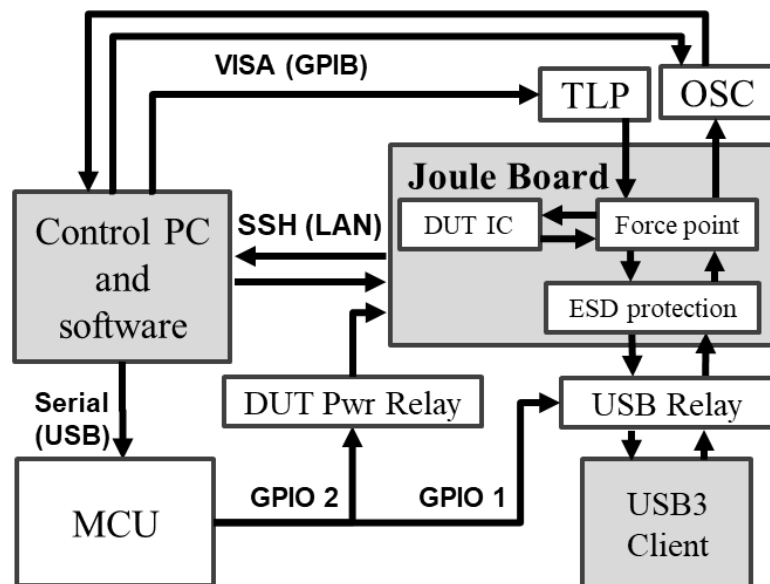 VISA (GPIB)
TLP
OSC
Joule Board
Control PC
and
software
SSH (LAN)
DUT IC
Force point
ESD protection
Serial
(USB)
DUT Pwr Relay
USB Relay
MCU
GPIO 2
GPIO 1
USB3
Client